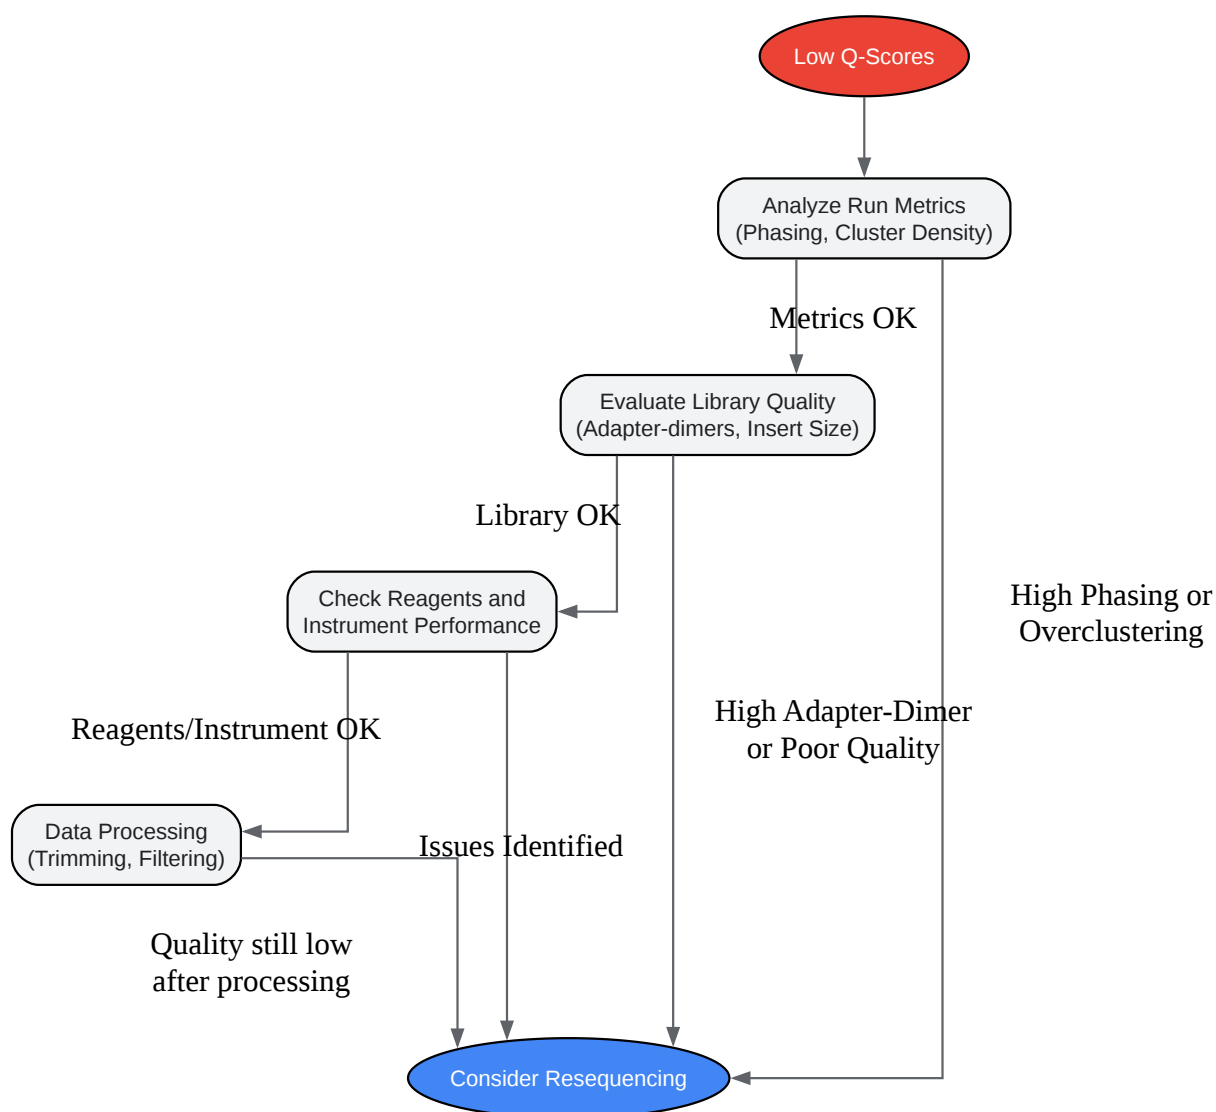 Low Q-Scores
Analyze Run Metrics
(Phasing, Cluster Density)
Metrics OK
Evaluate Library Quality
(Adapter-dimers, Insert Size)
Library OK
Check Reagents and
Instrument Performance
High Phasing or
Overclustering
High Adapter-Dimer
or Poor Quality
Reagents/Instrument OK
Data Processing
(Trimming, Filtering)
Issues Identified
Quality still low
after processing
Consider Resequencing